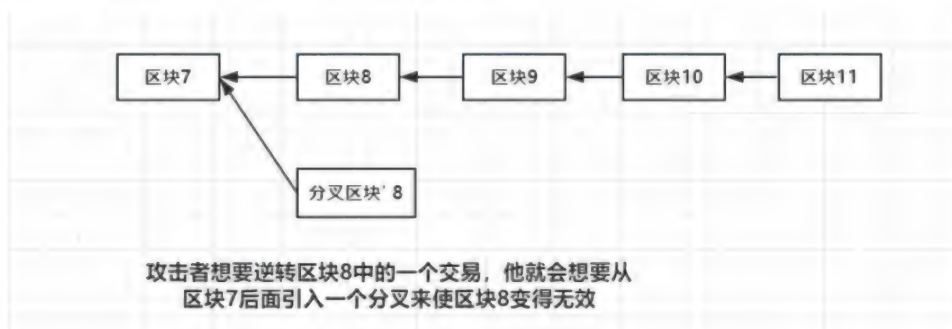 区块7
区块8
区块9
区块10
区块11
分叉区块' 8
攻击者想要逆转区块8中的一个交易，他就会想要从
区块7后面引入一个分叉来使区块8变得无效